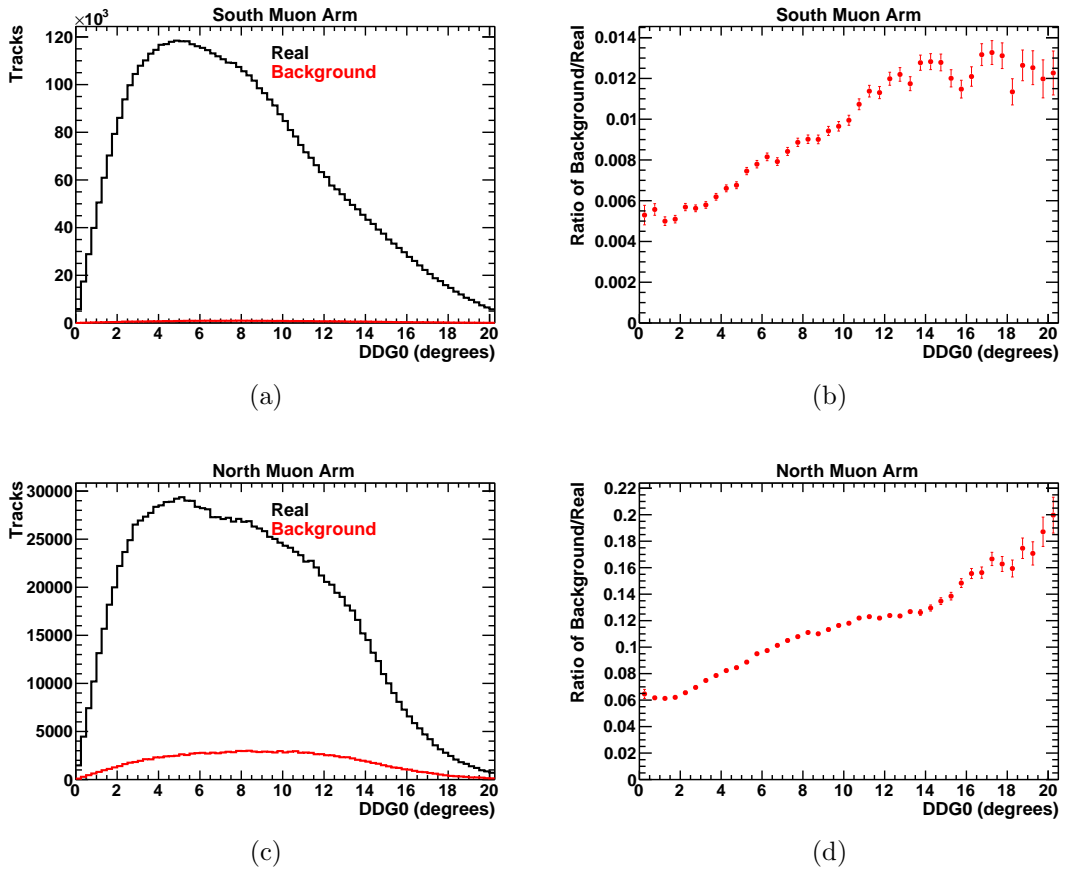 South Muon Arm
×10³
Tracks
120
100
80
60
40
20
0
Real
Background
0 2 4 6 8 10 12 14 16 18 20
DDG0 (degrees)
(a)
South Muon Arm
Ratio of Background/Real
0.014
0.012
0.01
0.008
0.006
0.004
0.002
0
0 2 4 6 8 10 12 14 16 18 20
DDG0 (degrees)
(b)
North Muon Arm
Tracks
30000
25000
20000
15000
10000
5000
0
Real
Background
0 2 4 6 8 10 12 14 16 18 20
DDG0 (degrees)
(c)
North Muon Arm
Ratio of Background/Real
0.22
0.2
0.18
0.16
0.14
0.12
0.1
0.08
0.06
0.04
0.02
0
0 2 4 6 8 10 12 14 16 18 20
DDG0 (degrees)
(d)